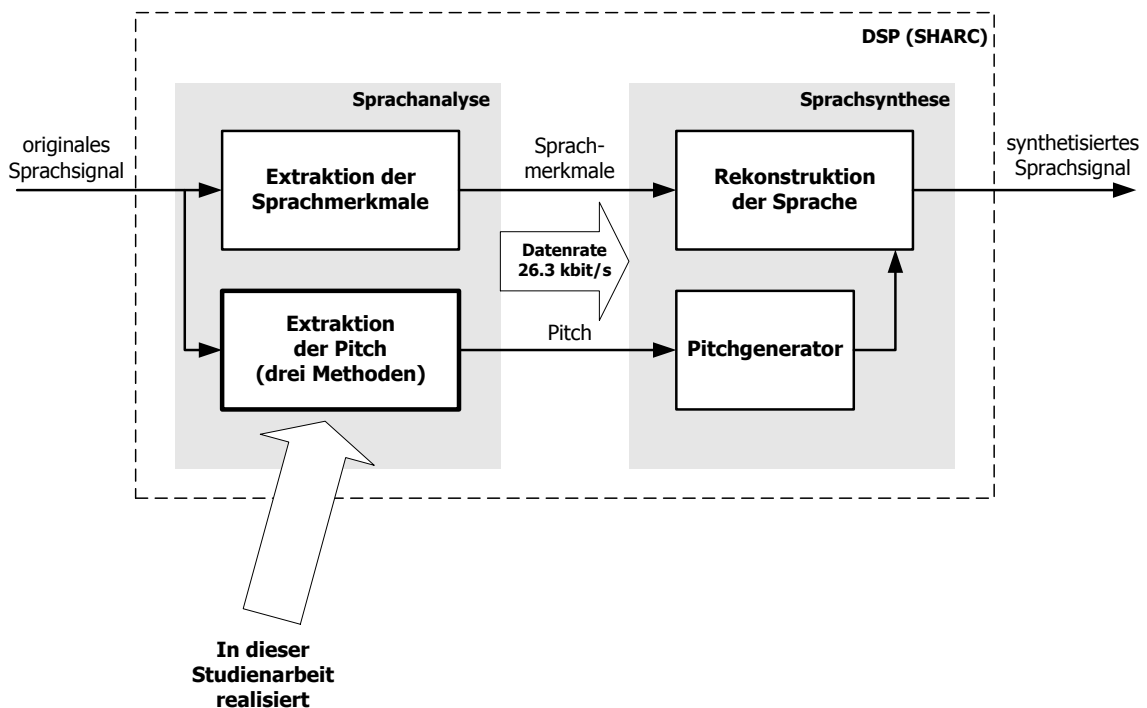 DSP (SHARC)
Sprachanalyse
Sprachsynthese
originales
Sprachsignal
Extraktion der
Sprachmerkmale
Sprach-
merkmale
Rekonstruktion
der Sprache
synthetisiertes
Sprachsignal
Datenrate
26.3 kbit/s
Extraktion
der Pitch
(drei Methoden)
Pitch
Pitchgenerator
In dieser
Studienarbeit
realisiert